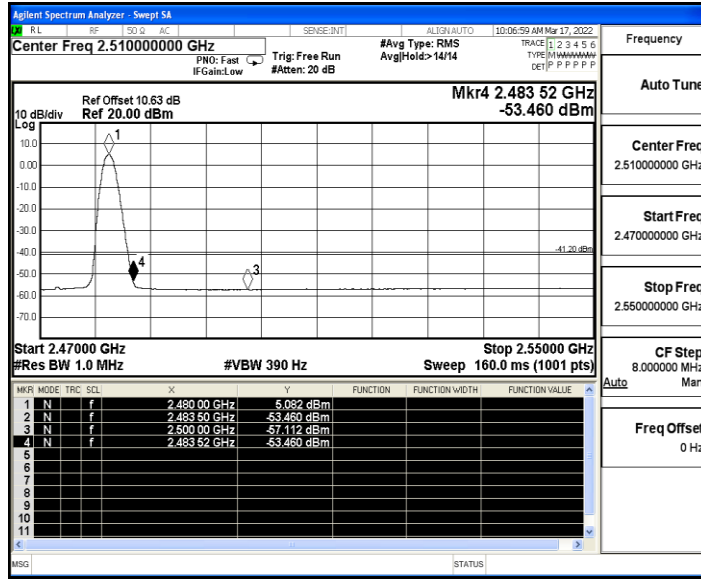 Agilent Spectrum Analyzer - Swept SA
RL RF 50 Ω AC SENSE:INT ALIGNAUTO 10:06:59 AM Mar 17, 2022
Center Freq 2.510000000 GHz
PNO: Fast
IFGain:Low
Trig: Free Run
#Atten: 20 dB
#Avg Type: RMS
Avg|Hold:> 14/14
TRACE 1 2 3 4 5 6
TYPE M
DET P P P P P P
Mkr4 2.483 52 GHz
-53.460 dBm
Ref Offset 10.63 dB
10 dB/div Ref 20.00 dBm
Log
10.0
0.00
-10.0
-20.0
-30.0
-40.0
-50.0
-60.0
-70.0
1
4
3
-41.20 dBm
Start 2.47000 GHz Stop 2.55000 GHz
#Res BW 1.0 MHz #VBW 390 Hz Sweep 160.0 ms (1001 pts)
MKR MODE TRC SCL X Y FUNCTION FUNCTION WIDTH FUNCTION VALUE
1 N f 2.480 00 GHz 5.082 dBm
2 N f 2.483 50 GHz -53.460 dBm
3 N f 2.500 00 GHz -57.112 dBm
4 N f 2.483 52 GHz -53.460 dBm
5
6
7
8
9
10
11
MSG STATUS
Frequency
Auto Tune
Center Freq
2.510000000 GHz
Start Freq
2.470000000 GHz
Stop Freq
2.550000000 GHz
CF Step
8.000000 MHz
Auto Man
Freq Offset
0 Hz